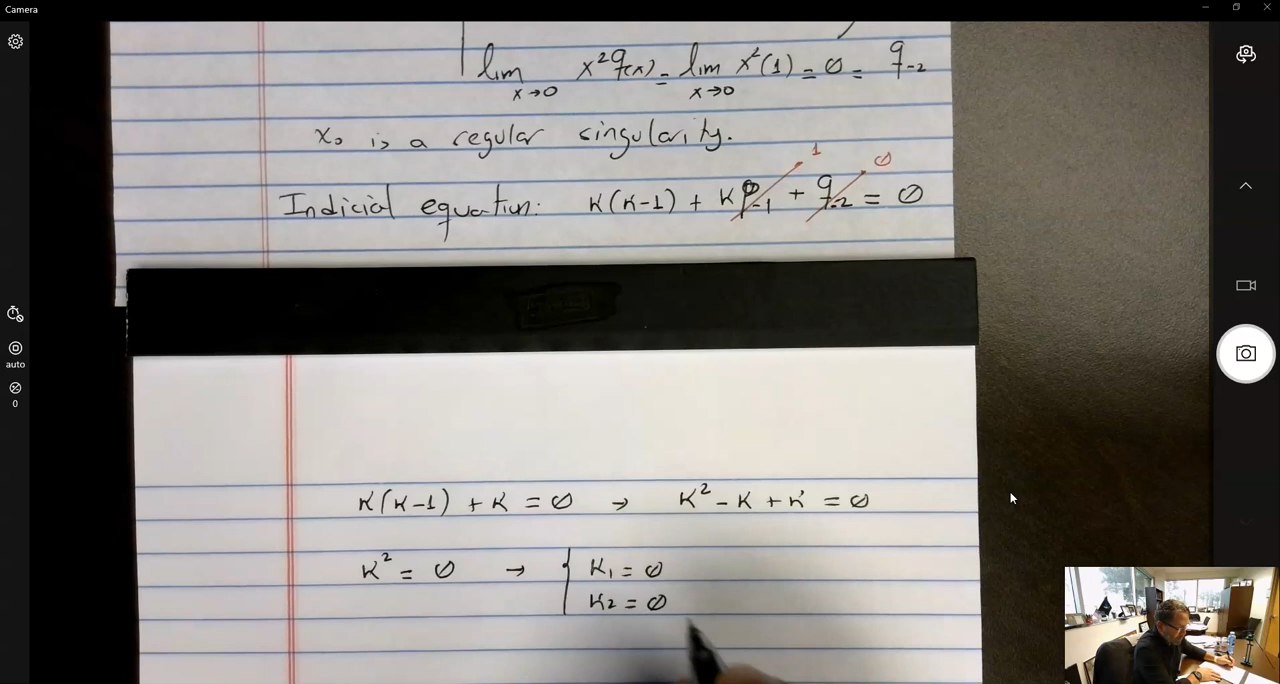 Camera
lim x²q(x) = lim x²(1) = 0 = q₋₂
x→0 x→0
x₀ is a regular singularity.
1 0
Indicial equation: K(K-1) + K p₋₁ + q₋₂ = 0
auto
0
K(K-1) + K = 0 → K² - K + K = 0
K² = 0 → { K₁ = 0
K₂ = 0